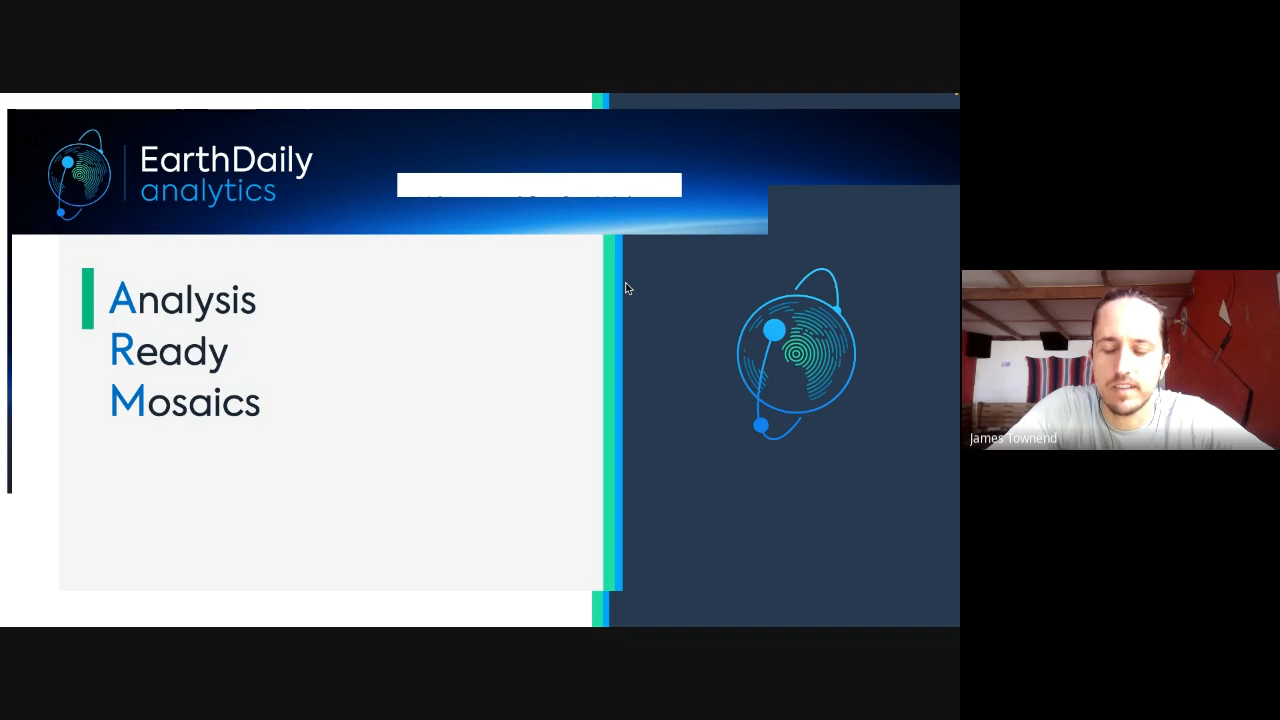 EarthDaily
analytics
Analysis
Ready
Mosaics
James Townend